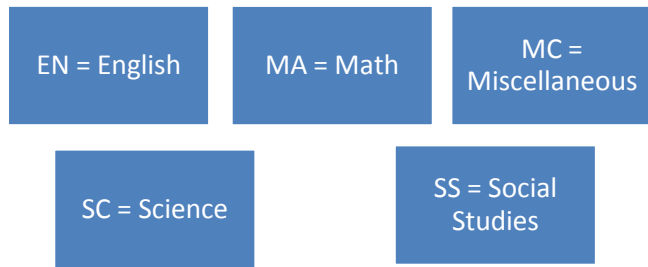 EN = English
MA = Math
MC =
Miscellaneous
SC = Science
SS = Social
Studies